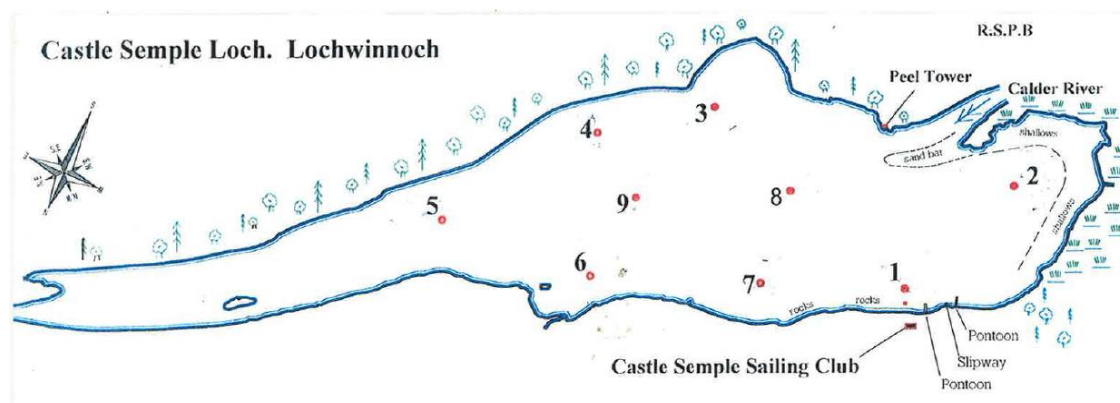 R.S.P.B
Castle Semple Loch. Lochwinnoch
Peel Tower
Calder River
3
shallows
4
sand bar
2
8
9
5
shallows
6
1
7
rocks
rocks
Pontoon
Castle Semple Sailing Club
Slipway
Pontoon